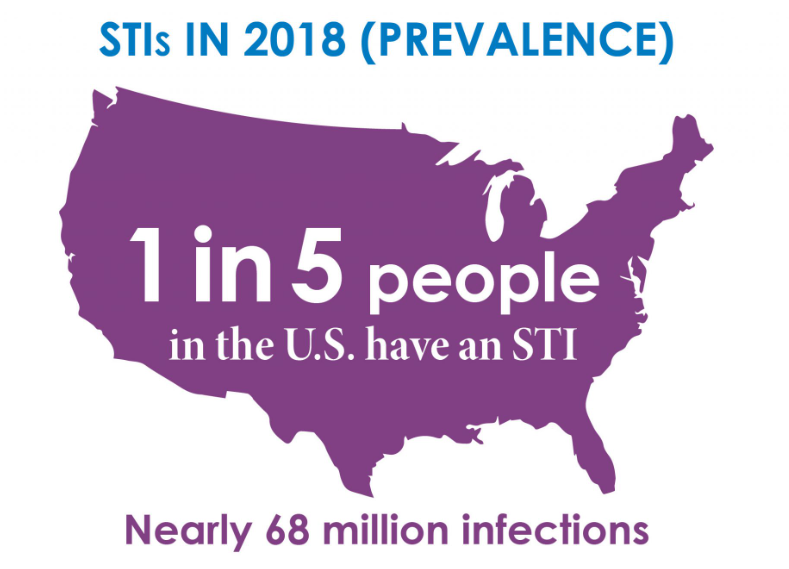 STIs IN 2018 (PREVALENCE)
1 in 5 people
in the U.S. have an STI
Nearly 68 million infections